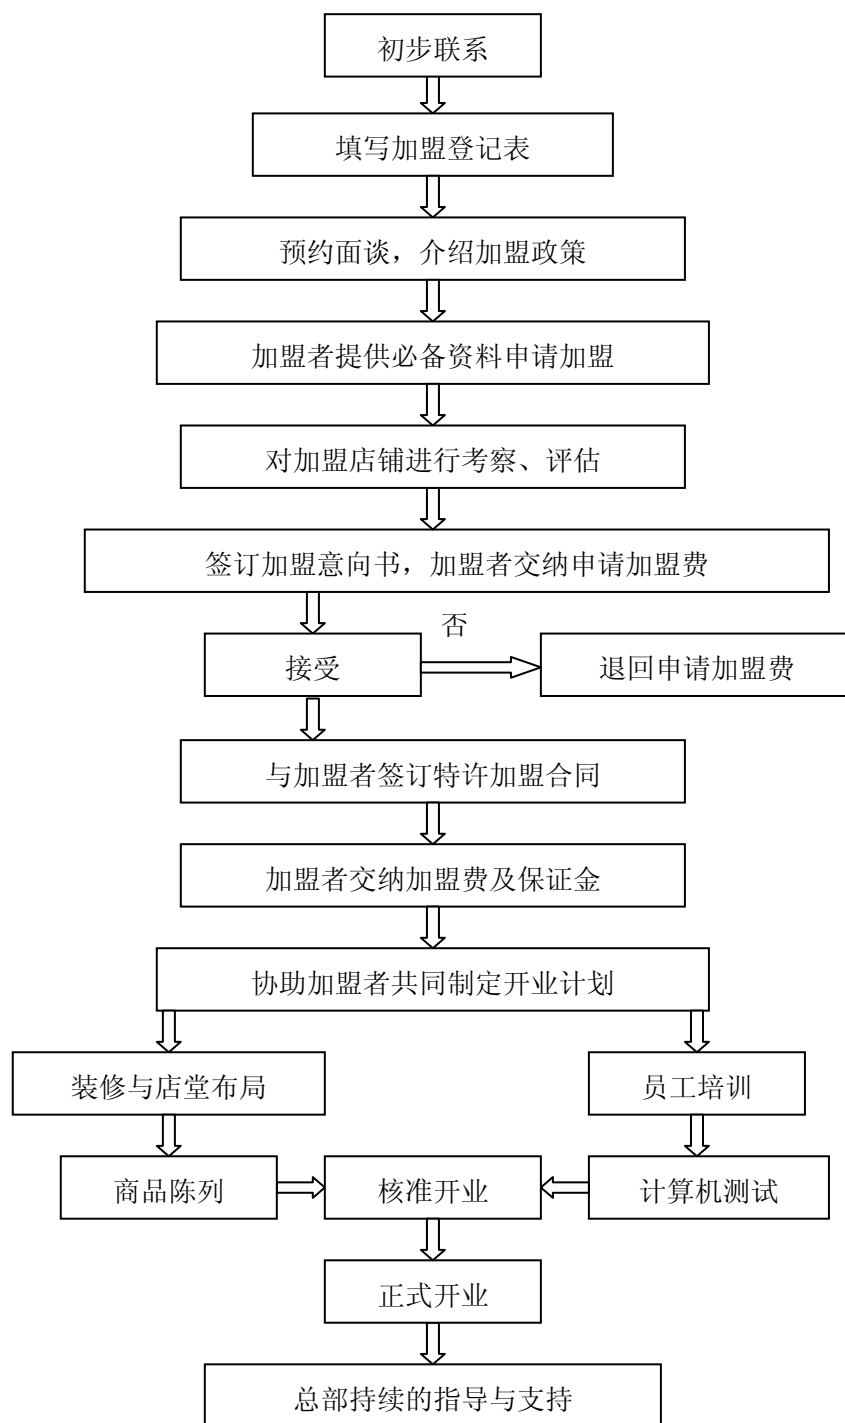 初步联系
填写加盟登记表
预约面谈，介绍加盟政策
加盟者提供必备资料申请加盟
对加盟店铺进行考察、评估
签订加盟意向书，加盟者交纳申请加盟费
否
接受
退回申请加盟费
与加盟者签订特许加盟合同
加盟者交纳加盟费及保证金
协助加盟者共同制定开业计划
装修与店堂布局
员工培训
商品陈列
核准开业
计算机测试
正式开业
总部持续的指导与支持